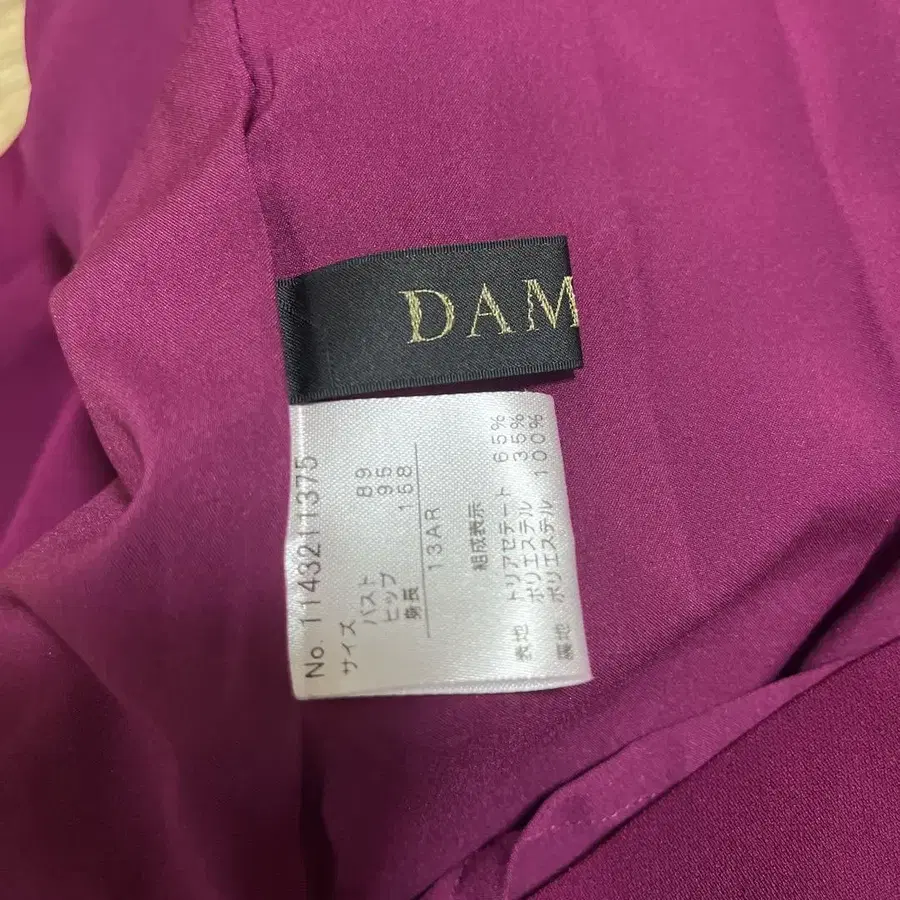 DAM
No. 1143211375
サイズ
バスト 89
ヒップ 95
身長 158
13AR
組成表示
表地 トリアセテート 65%
ポリエステル 35%
裏地 ポリエステル 100%